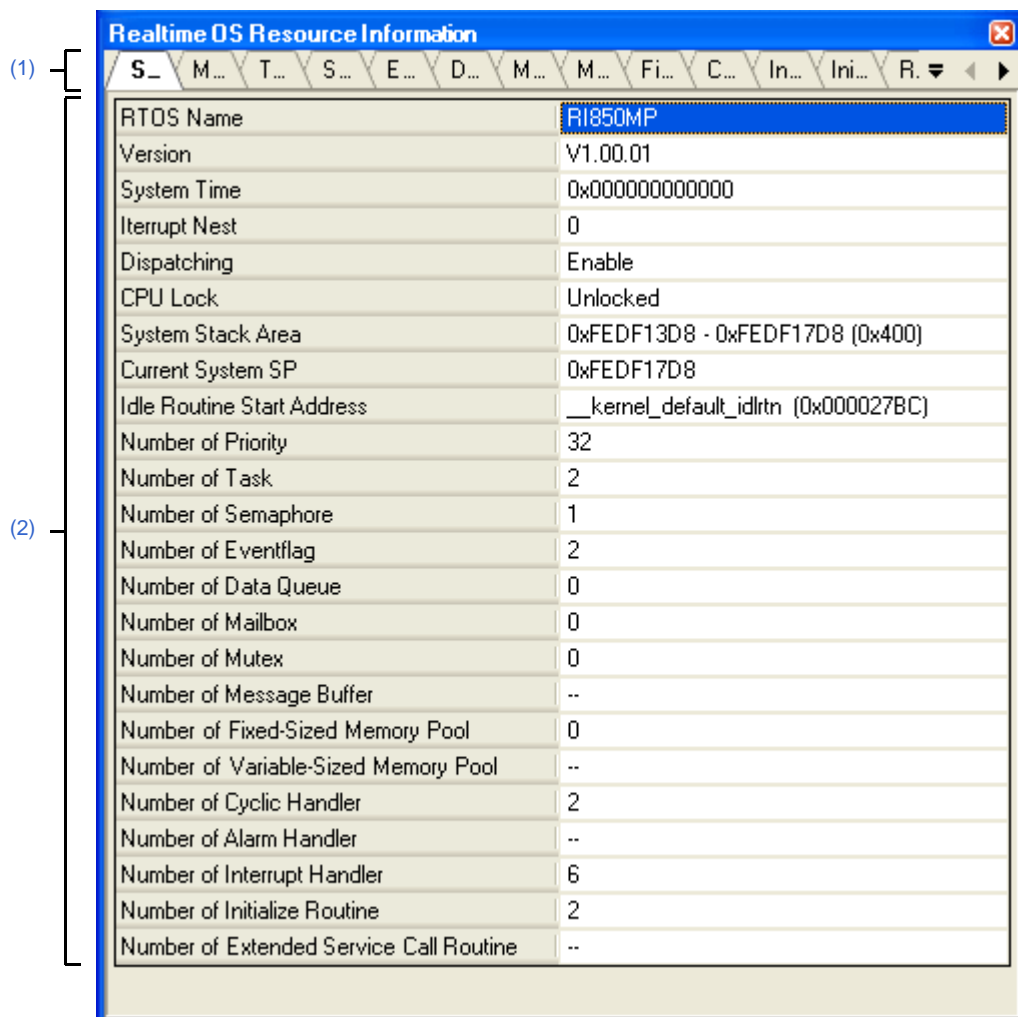 Realtime OS Resource Information
(1)
S... M... T... S... E... D... M... M... Fi... C... In... Ini... R.
(2)
RTOS Name RI850MP
Version V1.00.01
System Time 0x000000000000
Iterrupt Nest 0
Dispatching Enable
CPU Lock Unlocked
System Stack Area 0xFEDF13D8 - 0xFEDF17D8 (0x400)
Current System SP 0xFEDF17D8
Idle Routine Start Address __kernel_default_idlrtn (0x000027BC)
Number of Priority 32
Number of Task 2
Number of Semaphore 1
Number of Eventflag 2
Number of Data Queue 0
Number of Mailbox 0
Number of Mutex 0
Number of Message Buffer --
Number of Fixed-Sized Memory Pool 0
Number of Variable-Sized Memory Pool --
Number of Cyclic Handler 2
Number of Alarm Handler --
Number of Interrupt Handler 6
Number of Initialize Routine 2
Number of Extended Service Call Routine --